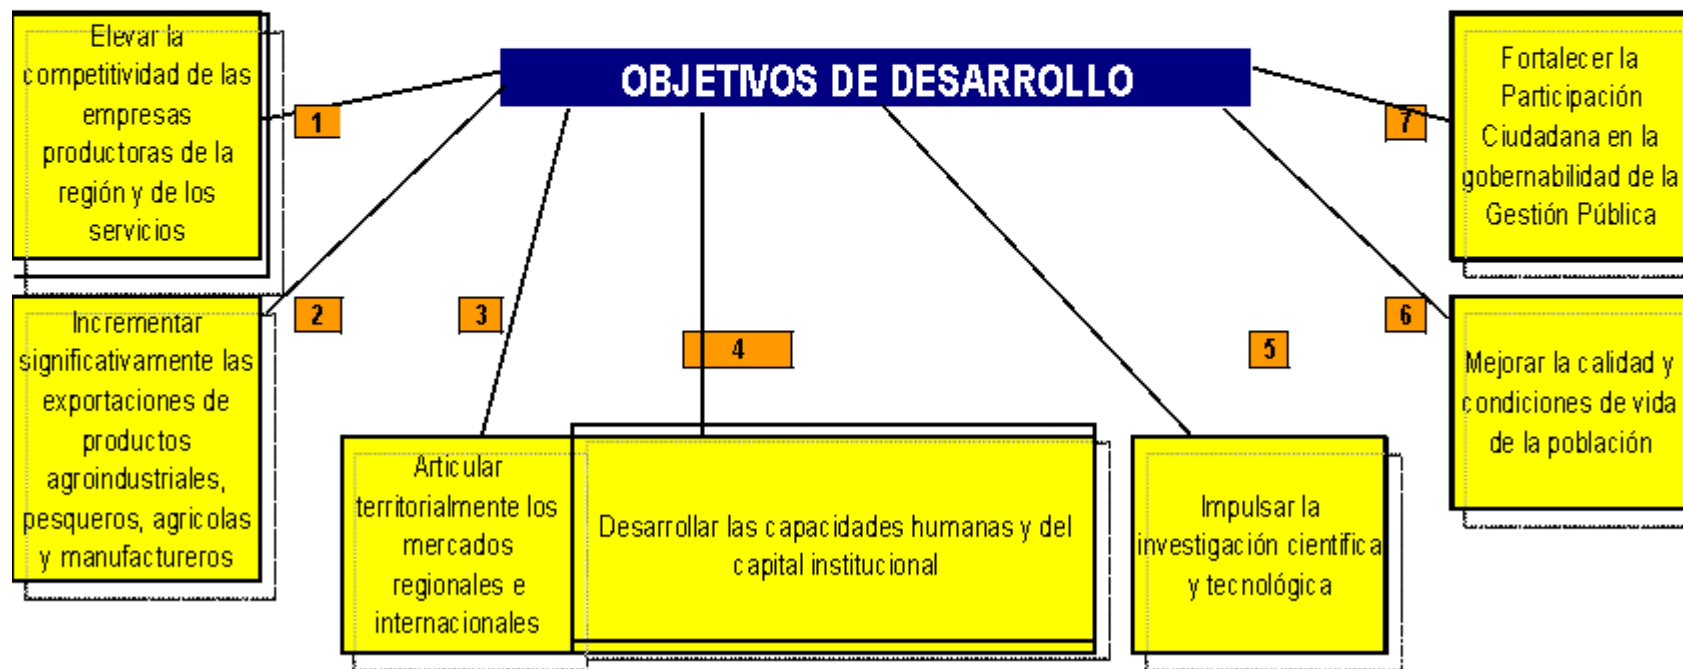 OBJETIVOS DE DESARROLLO
1
Elevar la
competitividad de las
empresas
productoras de la
región y de los
servicios
2
Incrementar
significativamente las
exportaciones de
productos
agroindustriales,
pesqueros, agricolas
y manufactureros
3
Articular
territorialmente los
mercados
regionales e
internacionales
4
Desarrollar las capacidades humanas y del
capital institucional
5
Impulsar la
investigación científica
y tecnológica
6
Mejorar la calidad y
condiciones de vida
de la población
7
Fortalecer la
Participación
Ciudadana en la
gobernabilidad de la
Gestión Pública